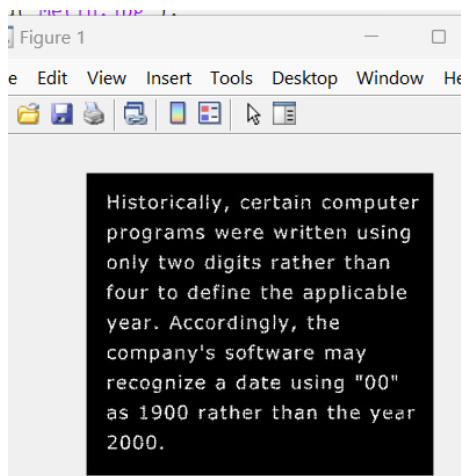 Figure 1
Edit View Insert Tools Desktop Window
Historically, certain computer
programs were written using
only two digits rather than
four to define the applicable
year. Accordingly, the
company's software may
recognize a date using "00"
as 1900 rather than the year
2000.